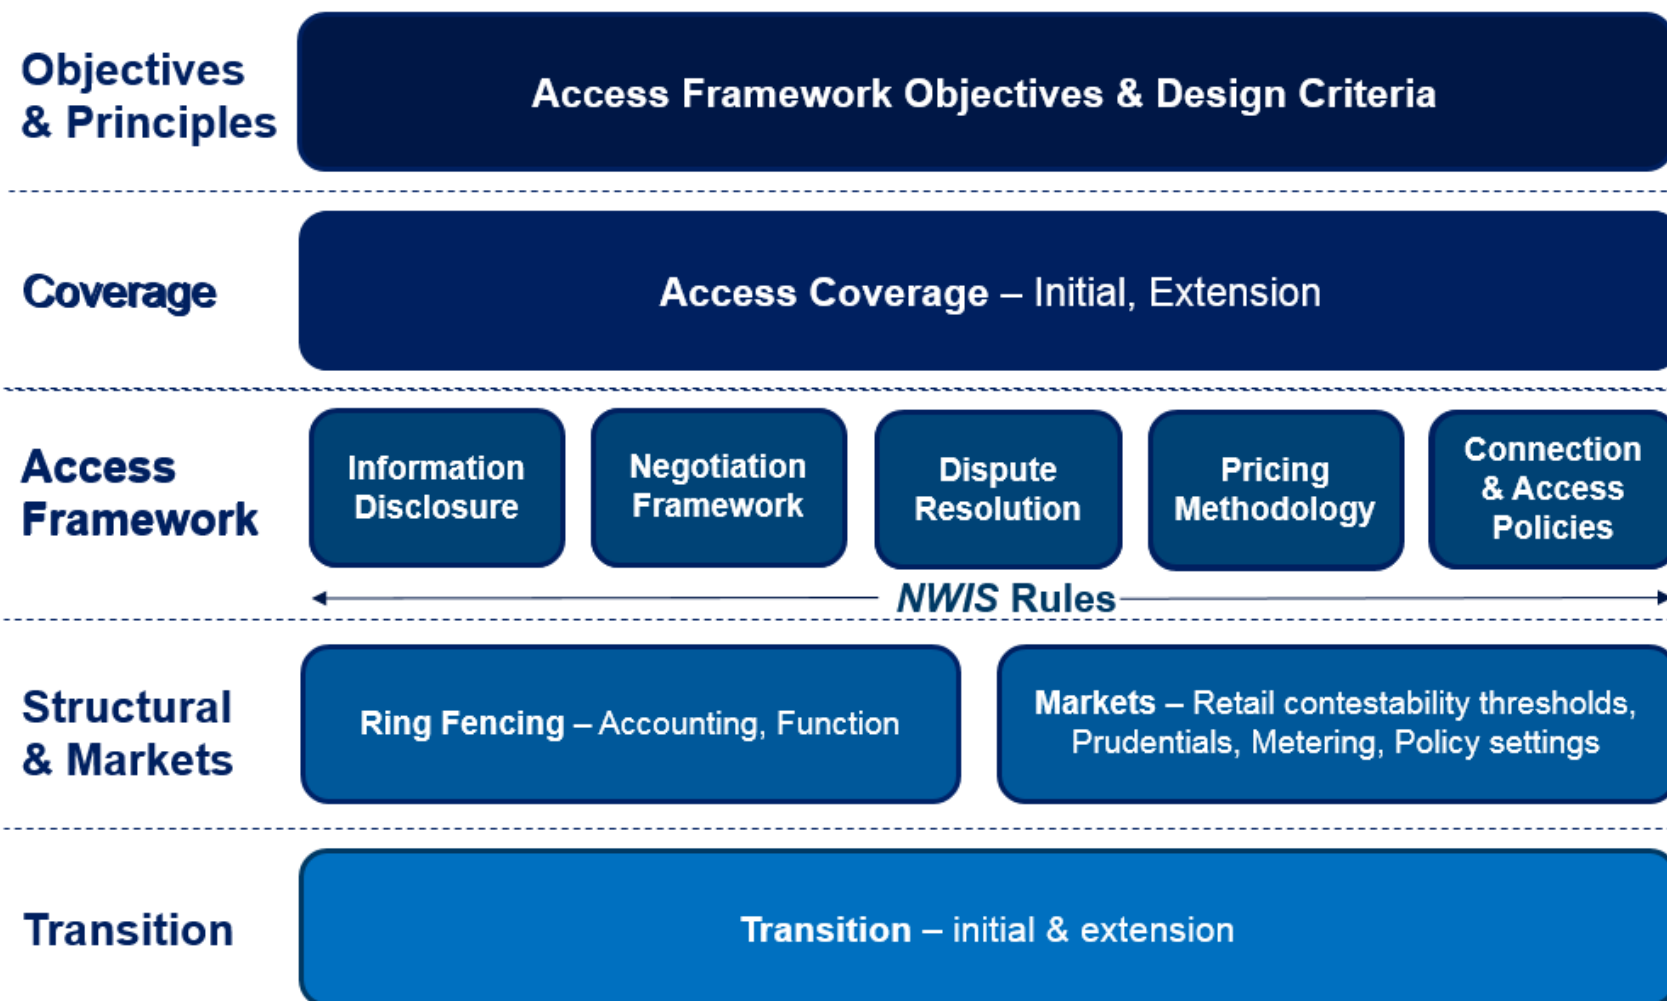 Objectives
& Principles
Access Framework Objectives & Design Criteria
Coverage
Access Coverage – Initial, Extension
Access
Framework
Information
Disclosure
Negotiation
Framework
Dispute
Resolution
Pricing
Methodology
Connection
& Access
Policies
NWIS Rules
Structural
& Markets
Ring Fencing – Accounting, Function
Markets – Retail contestability thresholds,
Prudentials, Metering, Policy settings
Transition
Transition – initial & extension